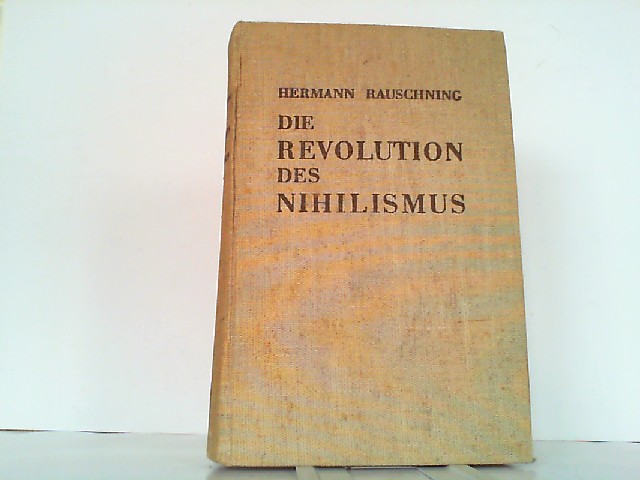 HERMANN RAUSCHNING
DIE
REVOLUTION
DES
NIHILISMUS